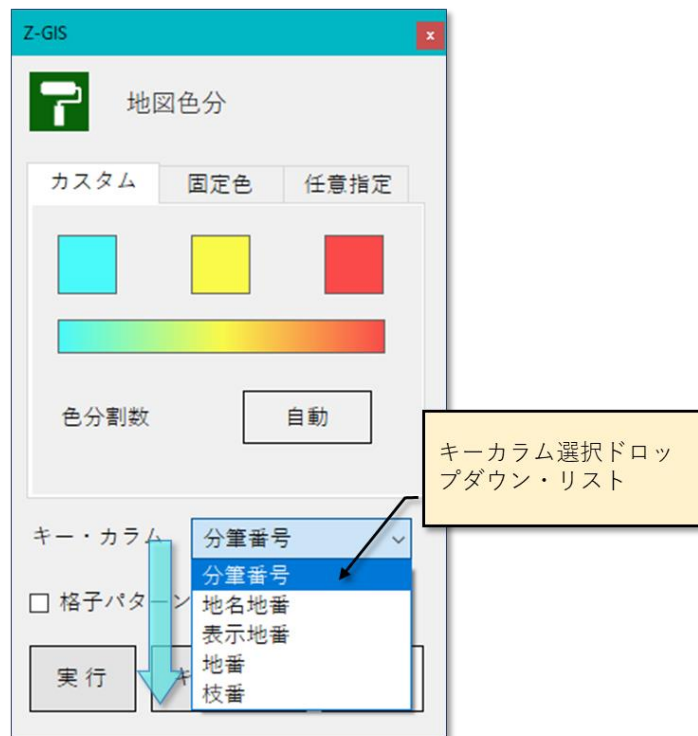 Z-GIS
x
地図色分
カスタム
固定色
任意指定
色分割数
自動
キーカラム選択ドロッ
プダウン・リスト
キー・カラム
分筆番号
分筆番号
地名地番
表示地番
地番
枝番
格子パターン
実行
キ